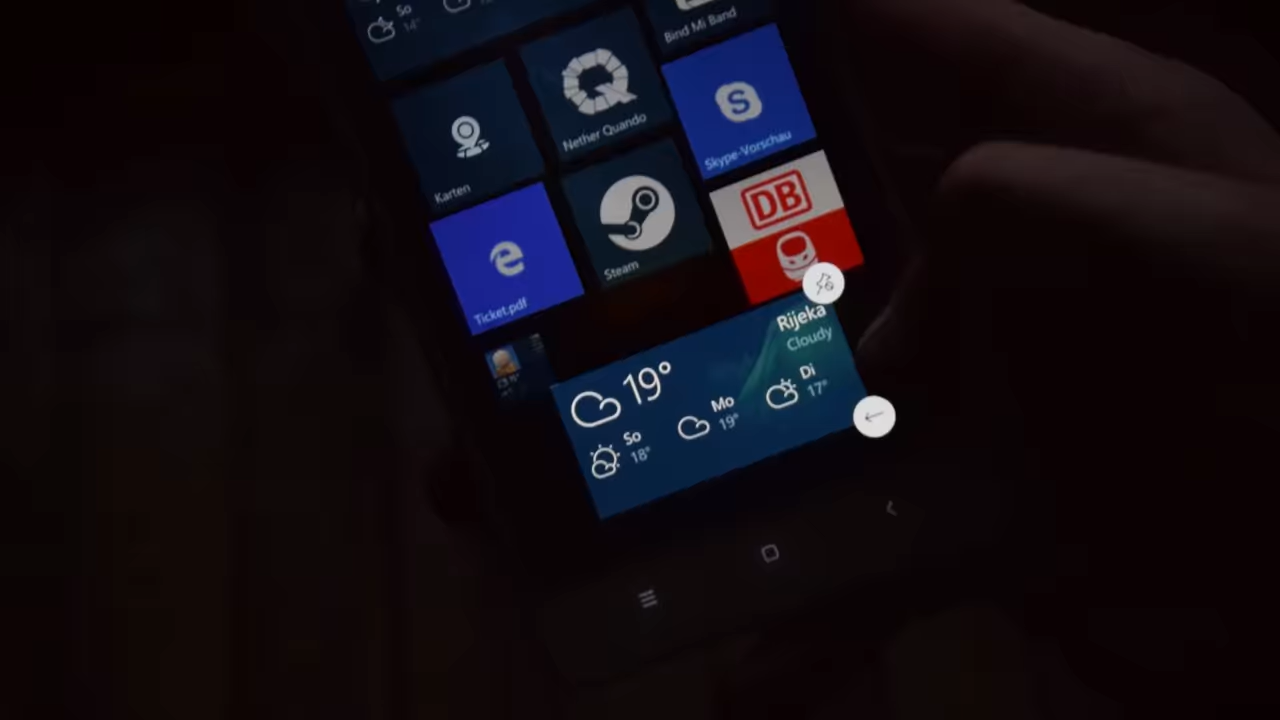 So
14°
Bind Mi Band
Nether Quando
Karten
S
Skype-Vorschau
DB
Steam
Ticket.pdf
Rijeka
Cloudy
19°
So
18°
Mo
19°
Di
17°